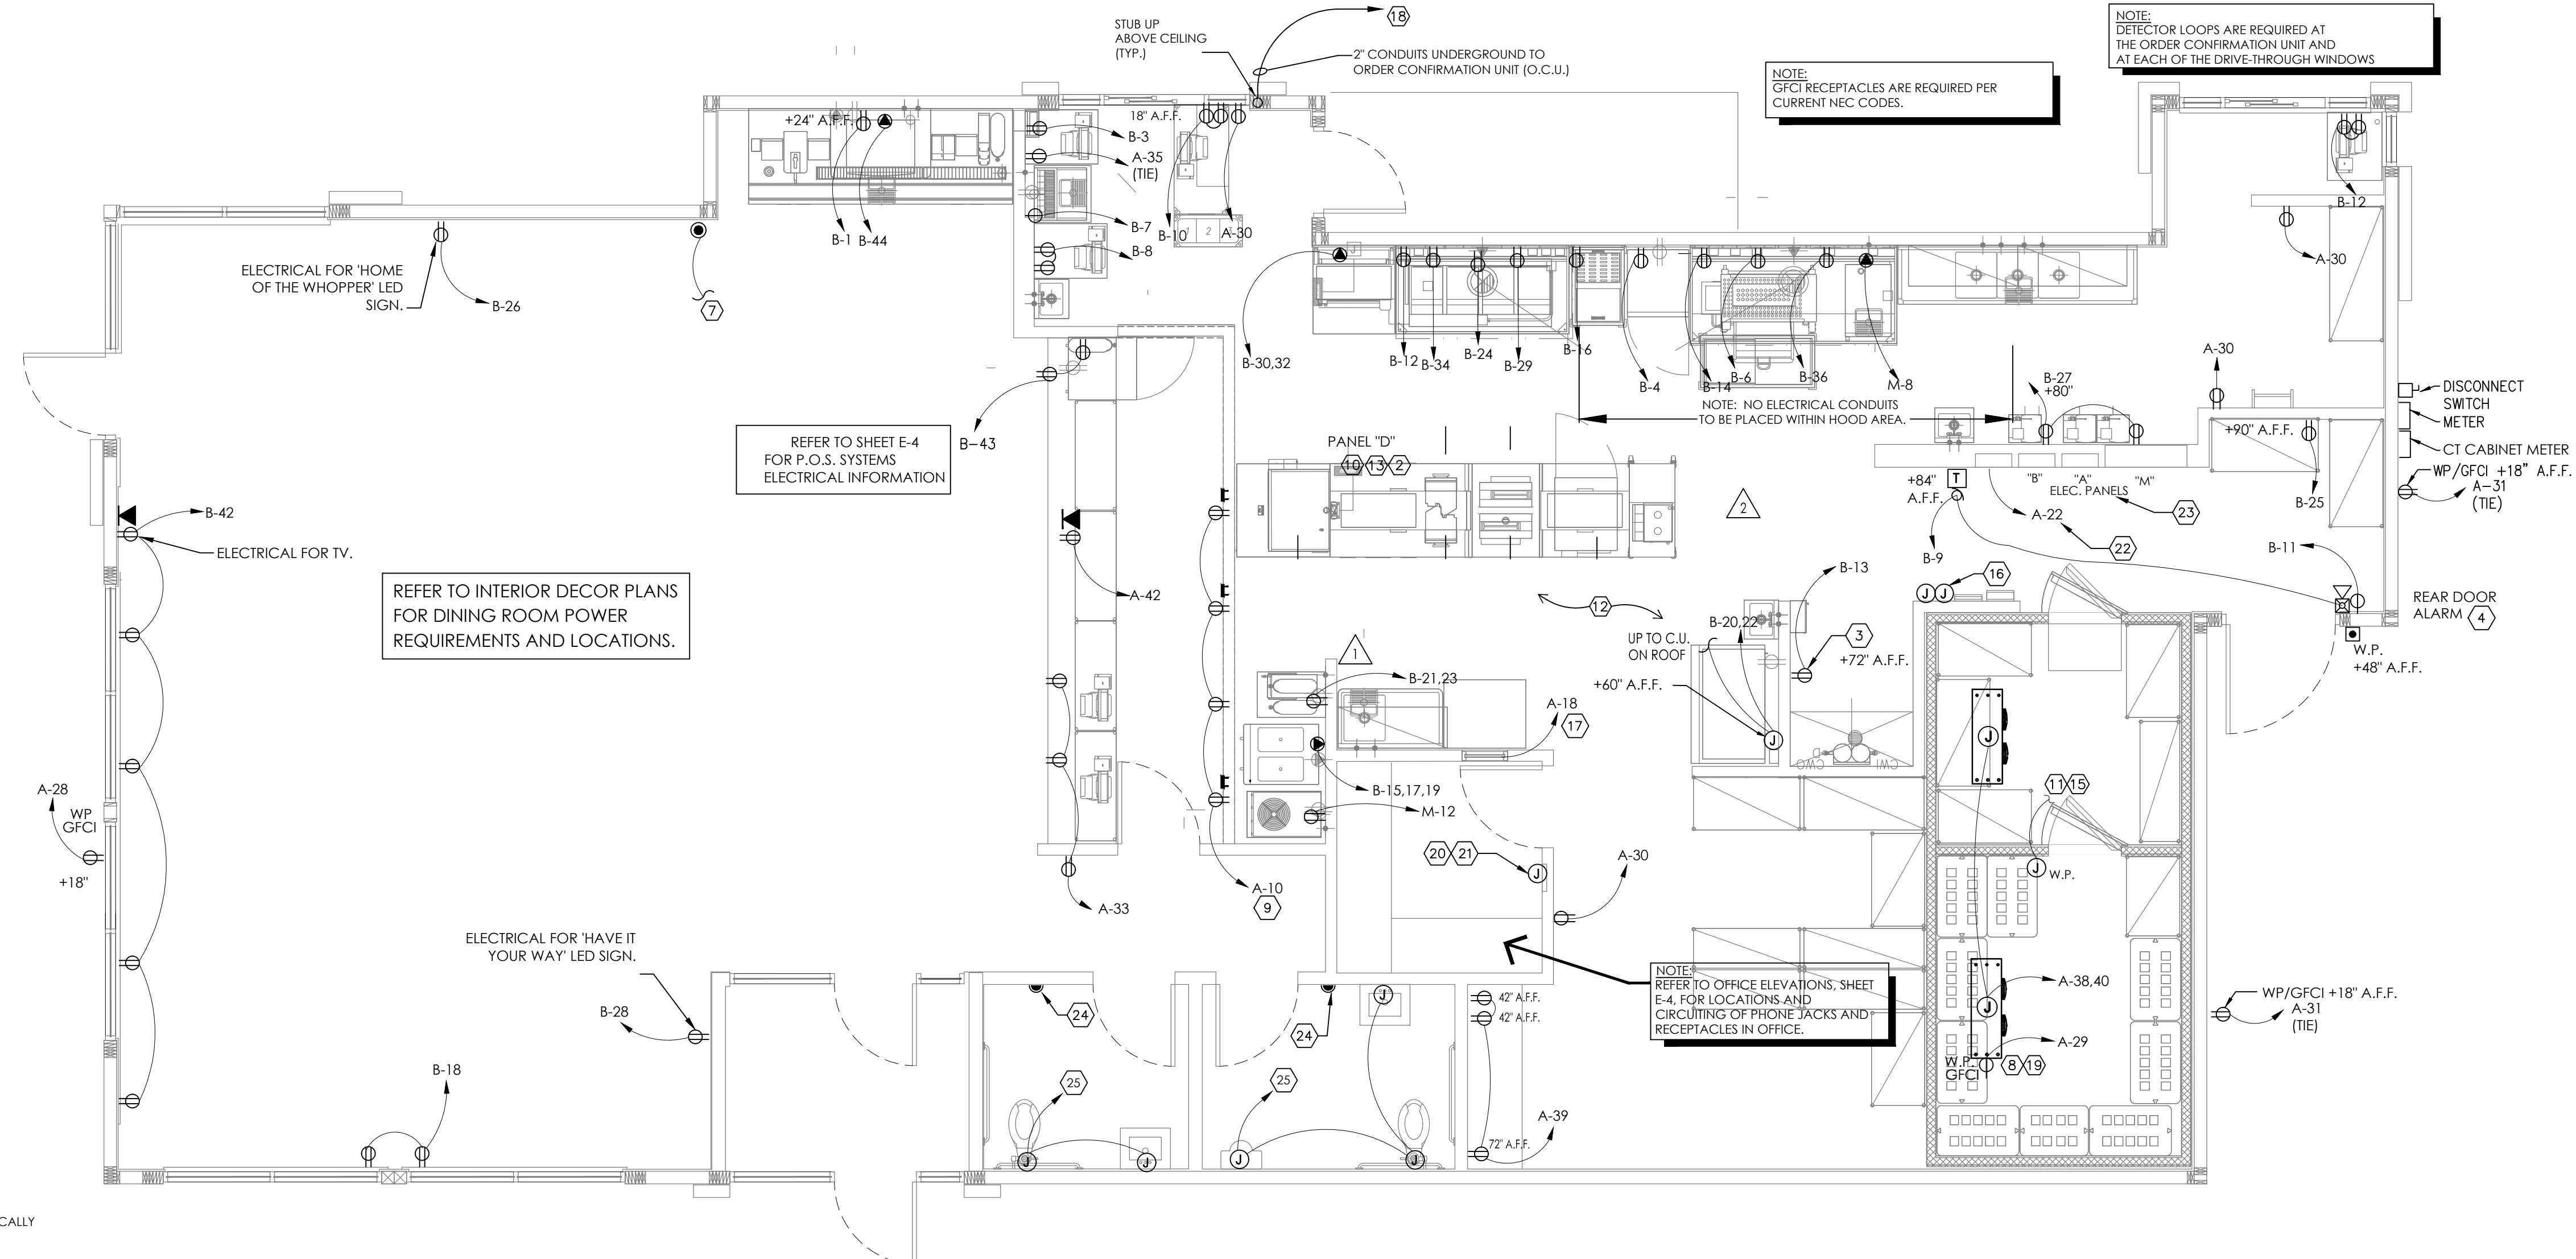 STUB UP
ABOVE CEILING
(TYP.)
18
2" CONDUITS UNDERGROUND TO
ORDER CONFIRMATION UNIT (O.C.U.)
NOTE:
GFCI RECEPTACLES ARE REQUIRED PER
CURRENT NEC CODES.
NOTE:
DETECTOR LOOPS ARE REQUIRED AT
THE ORDER CONFIRMATION UNIT AND
AT EACH OF THE DRIVE-THROUGH WINDOWS
+24" A.F.F.
18" A.F.F.
B-3
A-35
(TIE)
B-7
B-8
B-10
A-30
1 2
B-1
B-44
B-12
A-30
ELECTRICAL FOR 'HOME
OF THE WHOPPER' LED
SIGN.
B-26
7
B-30,32
B-12
B-34
B-24
B-29
B-16
B-4
B-14
B-6
B-36
M-8
NOTE: NO ELECTRICAL CONDUITS
TO BE PLACED WITHIN HOOD AREA.
A-30
B-27
+80"
DISCONNECT
SWITCH
METER
CT CABINET METER
WP/GFCI +18" A.F.F.
A-31
(TIE)
+90" A.F.F.
B-25
REFER TO SHEET E-4
FOR P.O.S. SYSTEMS
ELECTRICAL INFORMATION
B-43
PANEL "D"
10 13 2
+84"
A.F.F.
T
"B" "A" "M"
ELEC. PANELS
23
A-22
22
B-9
B-11
2
B-42
ELECTRICAL FOR TV.
REFER TO INTERIOR DECOR PLANS
FOR DINING ROOM POWER
REQUIREMENTS AND LOCATIONS.
A-42
12
1
B-13
J J
16
REAR DOOR
ALARM
4
W.P.
+48" A.F.F.
UP TO C.U.
ON ROOF
B-20,22
3
+72" A.F.F.
+60" A.F.F.
J
B-21,23
A-18
17
B-15,17,19
M-12
CWC CWI
J
11 15
J
W.P.
A-28
WP
GFCI
+18"
A-33
A-10
9
20 21
J
A-30
ELECTRICAL FOR 'HAVE IT
YOUR WAY' LED SIGN.
B-28
B-18
24
24
J
42" A.F.F.
42" A.F.F.
NOTE:
REFER TO OFFICE ELEVATIONS, SHEET
E-4, FOR LOCATIONS AND
CIRCUITING OF PHONE JACKS AND
RECEPTACLES IN OFFICE.
A-38,40
J
A-29
W.P.
GFCI
8 19
WP/GFCI +18" A.F.F.
A-31
(TIE)
25
25
72" A.F.F.
A-39
J J J J
CALLY